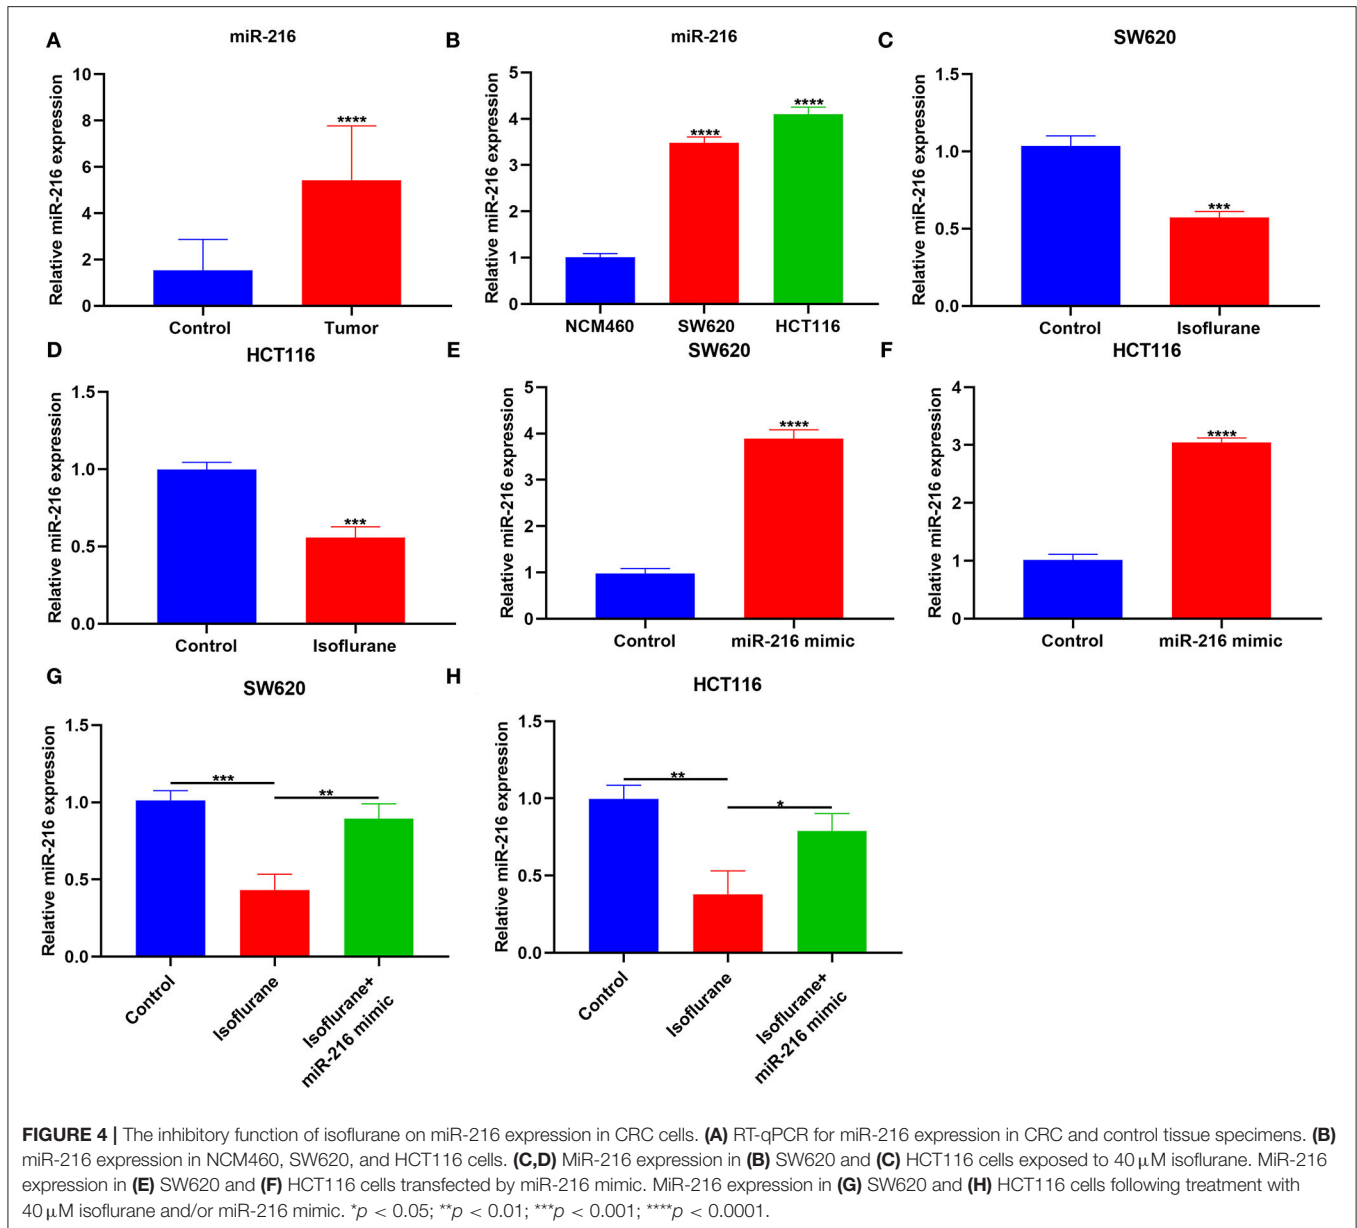 A
miR-216
Relative miR-216 expression
10
8
6
4
2
0
****
Control
Tumor
B
miR-216
Relative miR-216 expression
5
4
3
2
1
0
****
****
NCM460
SW620
HCT116
C
SW620
Relative miR-216 expression
1.5
1.0
0.5
0.0
***
Control
Isoflurane
D
HCT116
Relative miR-216 expression
1.5
1.0
0.5
0.0
***
Control
Isoflurane
E
SW620
Relative miR-216 expression
5
4
3
2
1
0
****
Control
miR-216 mimic
F
HCT116
Relative miR-216 expression
4
3
2
1
0
****
Control
miR-216 mimic
G
SW620
Relative miR-216 expression
1.5
1.0
0.5
0.0
***
**
Control
Isoflurane
Isoflurane+
miR-216 mimic
H
HCT116
Relative miR-216 expression
1.5
1.0
0.5
0.0
**
*
Control
Isoflurane
Isoflurane+
miR-216 mimic
FIGURE 4 | The inhibitory function of isoflurane on miR-216 expression in CRC cells. (A) RT-qPCR for miR-216 expression in CRC and control tissue specimens. (B)
miR-216 expression in NCM460, SW620, and HCT116 cells. (C,D) MiR-216 expression in (B) SW620 and (C) HCT116 cells exposed to 40 μM isoflurane. MiR-216
expression in (E) SW620 and (F) HCT116 cells transfected by miR-216 mimic. MiR-216 expression in (G) SW620 and (H) HCT116 cells following treatment with
40 μM isoflurane and/or miR-216 mimic. *p < 0.05; **p < 0.01; ***p < 0.001; ****p < 0.0001.